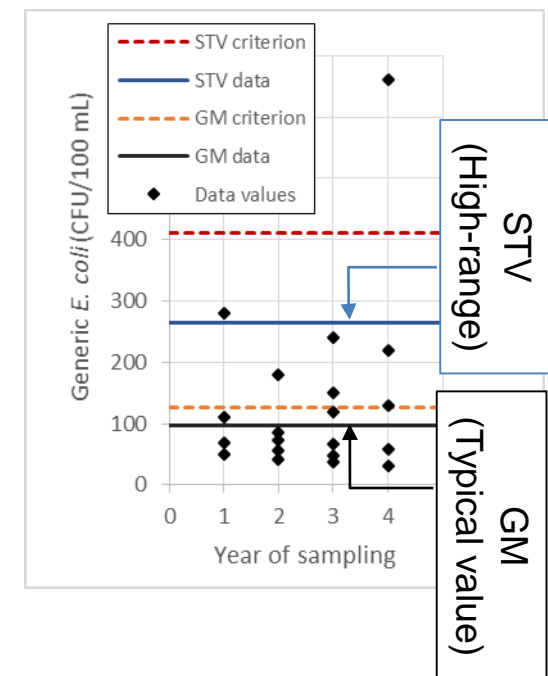 STV criterion
STV data
GM criterion
GM data
Data values
Generic E. coli (CFU/100 mL)
400
300
200
100
0
0 1 2 3 4
Year of sampling
STV
(High-range)
GM
(Typical value)